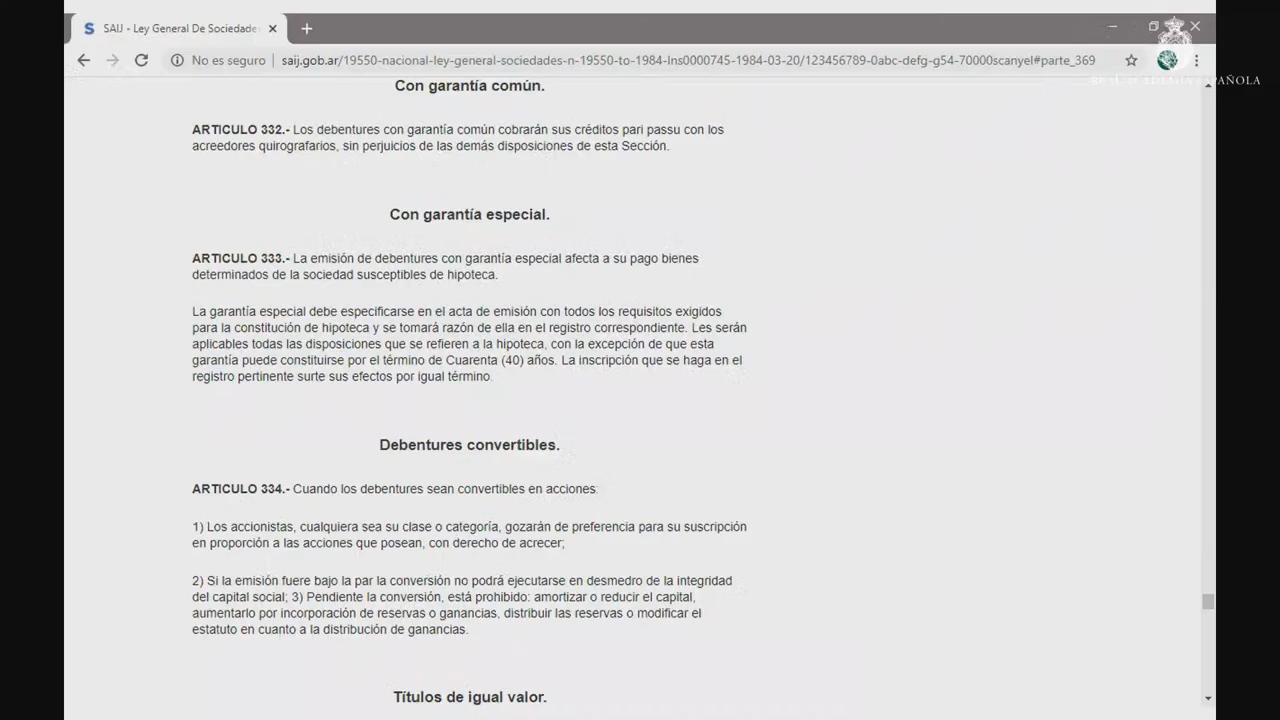 SAIJ - Ley General De Sociedade
No es seguro
saij.gob.ar/19550-nacional-ley-general-sociedades-n-19550-to-1984-lns0000745-1984-03-20/123456789-0abc-defg-g54-70000scanyel#parte_369
REAL ACADEMIA ESPAÑOLA
Con garantía común.
ARTICULO 332.- Los debentures con garantía común cobrarán sus créditos pari passu con los
acreedores quirografarios, sin perjuicios de las demás disposiciones de esta Sección.
Con garantía especial.
ARTICULO 333.- La emisión de debentures con garantía especial afecta a su pago bienes
determinados de la sociedad susceptibles de hipoteca.
La garantía especial debe especificarse en el acta de emisión con todos los requisitos exigidos
para la constitución de hipoteca y se tomará razón de ella en el registro correspondiente. Les serán
aplicables todas las disposiciones que se refieren a la hipoteca, con la excepción de que esta
garantía puede constituirse por el término de Cuarenta (40) años. La inscripción que se haga en el
registro pertinente surte sus efectos por igual término.
Debentures convertibles.
ARTICULO 334.- Cuando los debentures sean convertibles en acciones:
1) Los accionistas, cualquiera sea su clase o categoría, gozarán de preferencia para su suscripción
en proporción a las acciones que posean, con derecho de acrecer;
2) Si la emisión fuere bajo la par la conversión no podrá ejecutarse en desmedro de la integridad
del capital social; 3) Pendiente la conversión, está prohibido: amortizar o reducir el capital,
aumentarlo por incorporación de reservas o ganancias, distribuir las reservas o modificar el
estatuto en cuanto a la distribución de ganancias.
Títulos de igual valor.